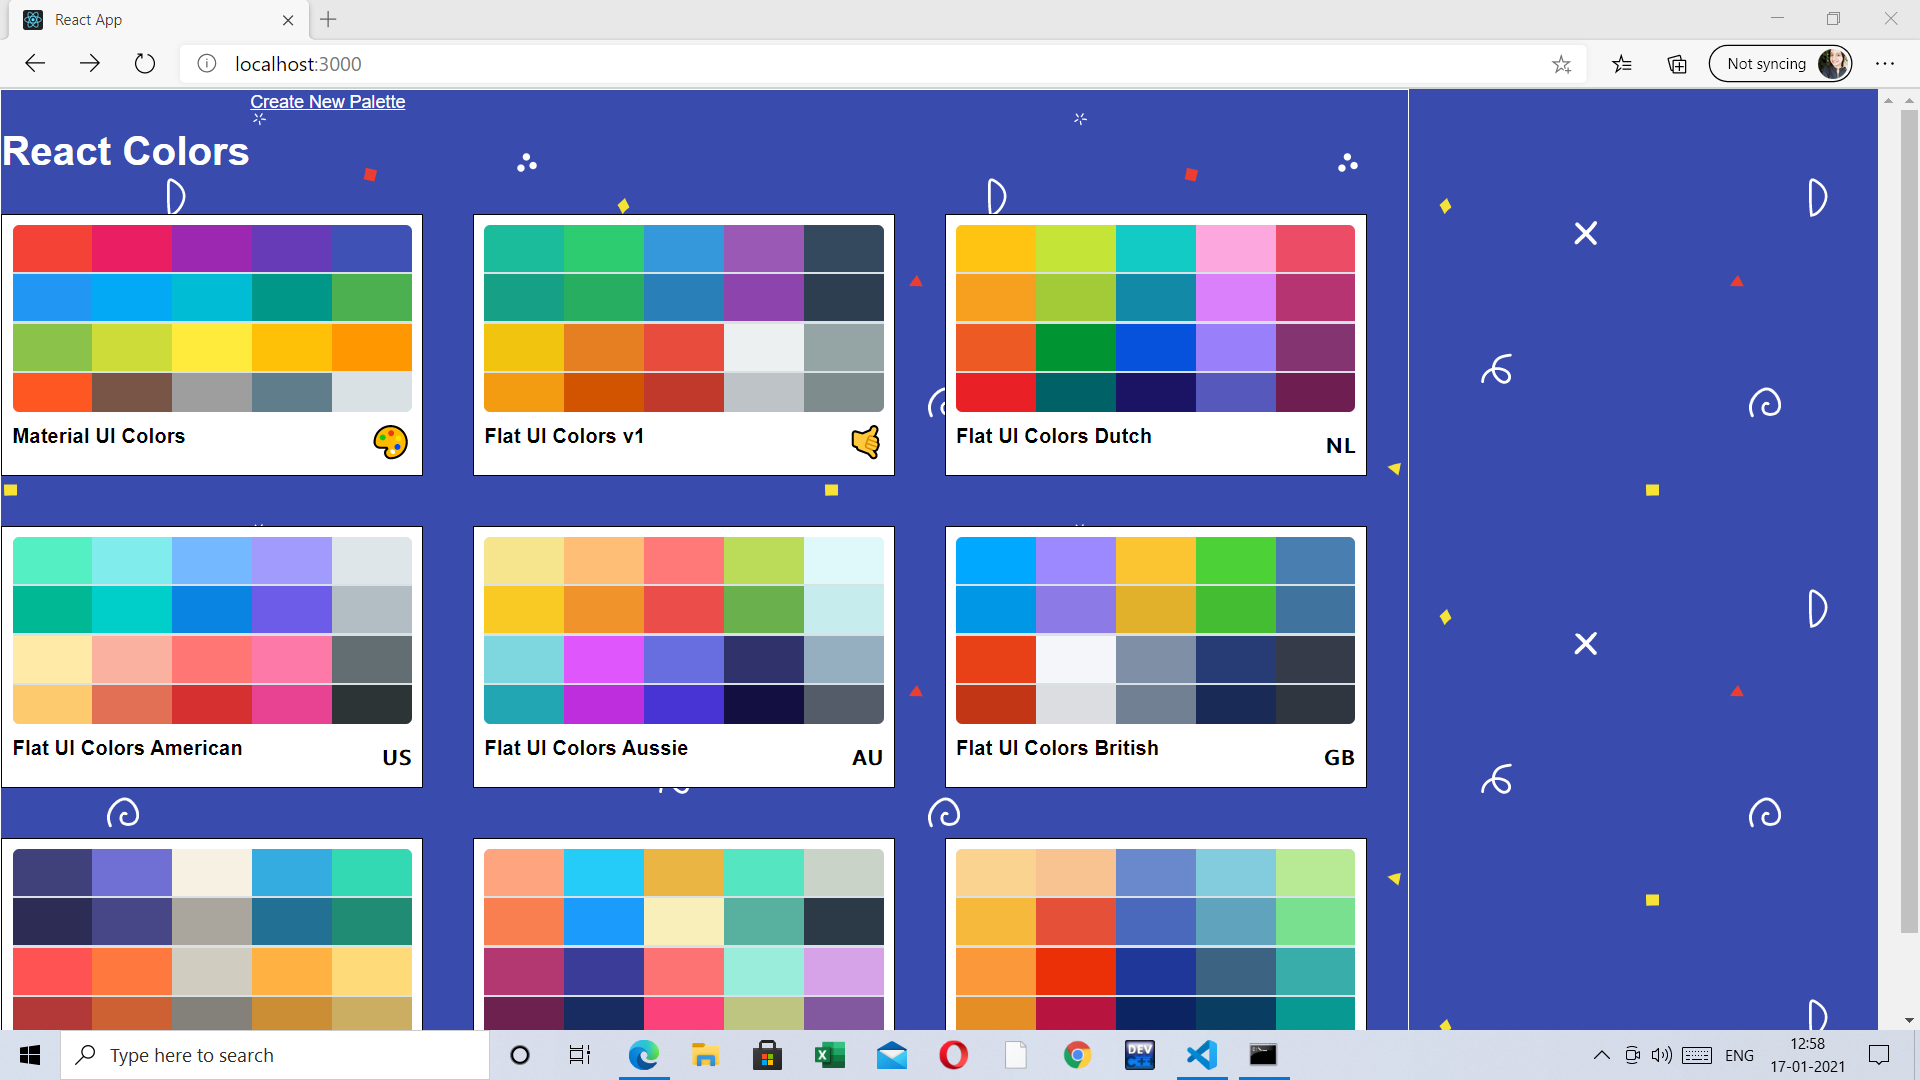 React App
localhost:3000
Not syncing
Create New Palette
React Colors
Material UI Colors
Flat UI Colors v1
Flat UI Colors Dutch
NL
Flat UI Colors American
US
Flat UI Colors Aussie
AU
Flat UI Colors British
GB
Type here to search
DEV
C++
ENG
12:58
17-01-2021